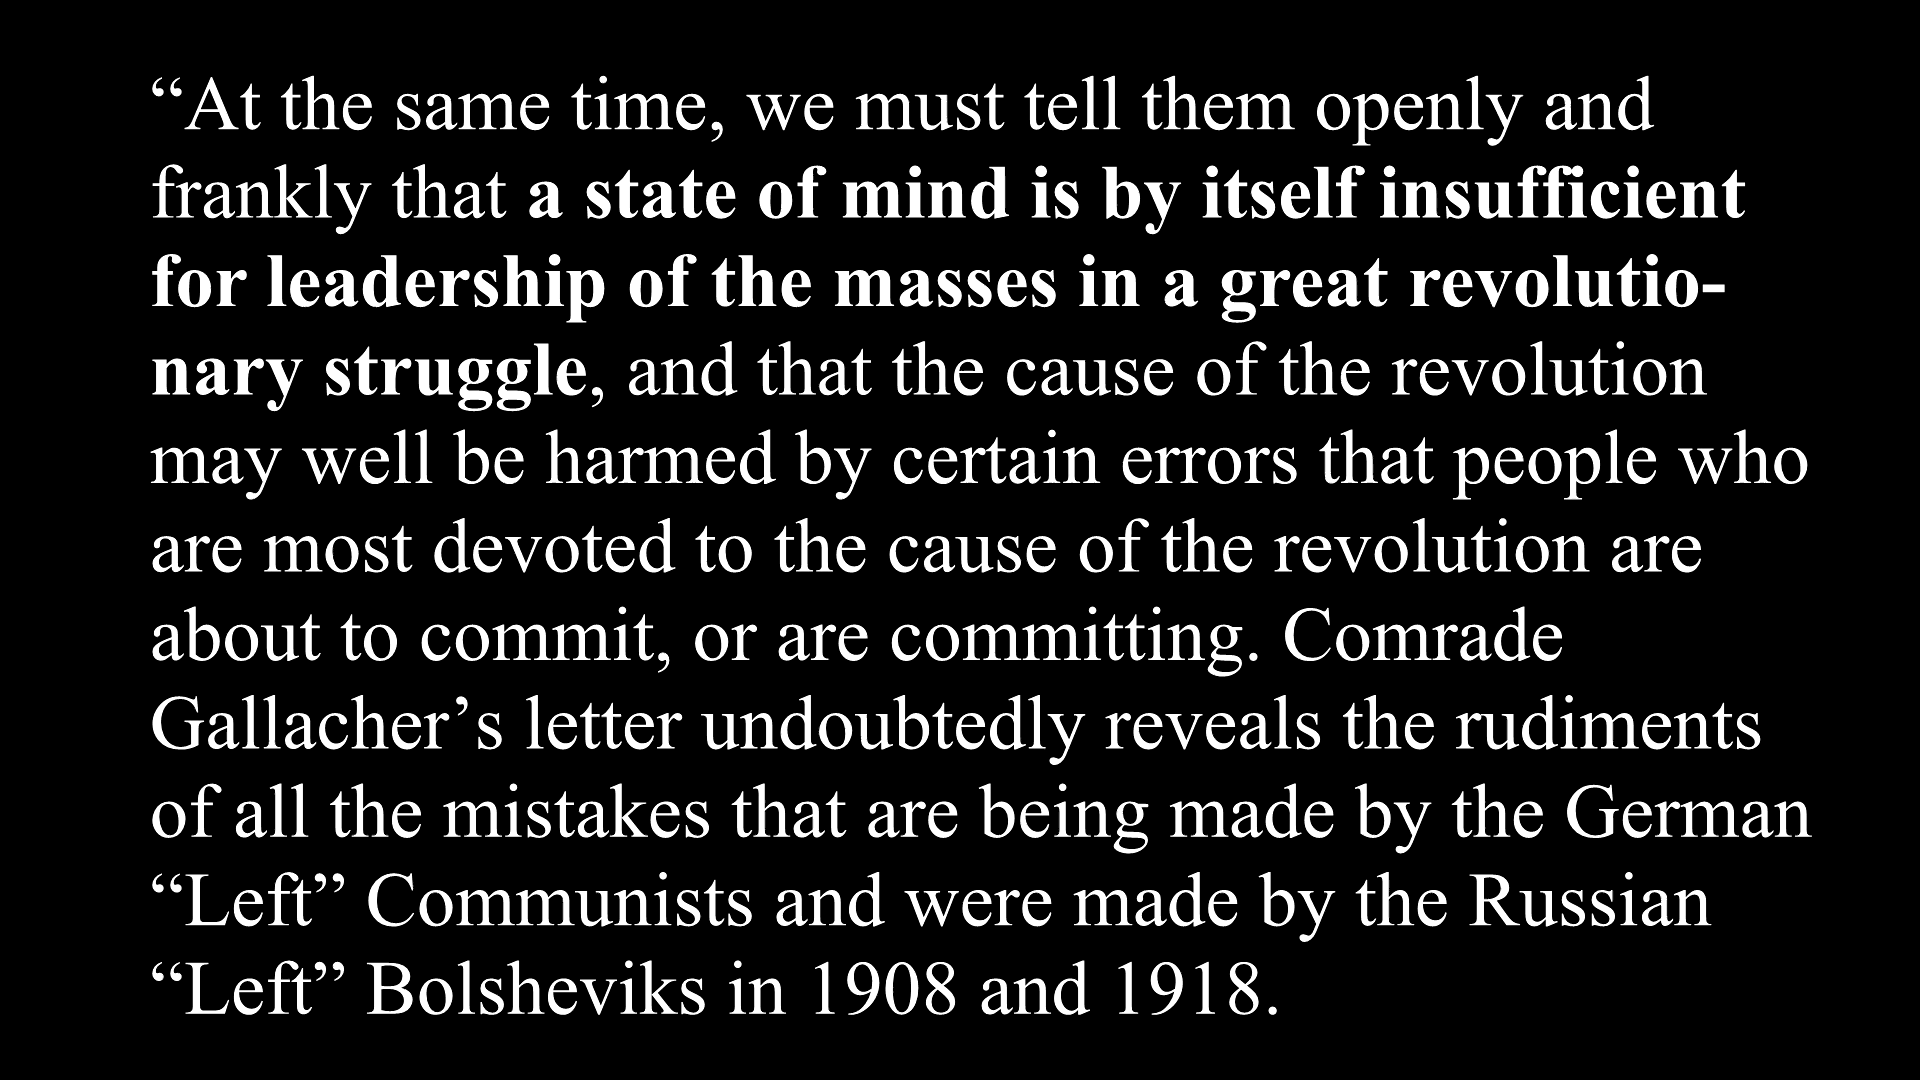 “At the same time, we must tell them openly and
frankly that a state of mind is by itself insufficient
for leadership of the masses in a great revolutio-
nary struggle, and that the cause of the revolution
may well be harmed by certain errors that people who
are most devoted to the cause of the revolution are
about to commit, or are committing. Comrade
Gallacher’s letter undoubtedly reveals the rudiments
of all the mistakes that are being made by the German
“Left” Communists and were made by the Russian
“Left” Bolsheviks in 1908 and 1918.